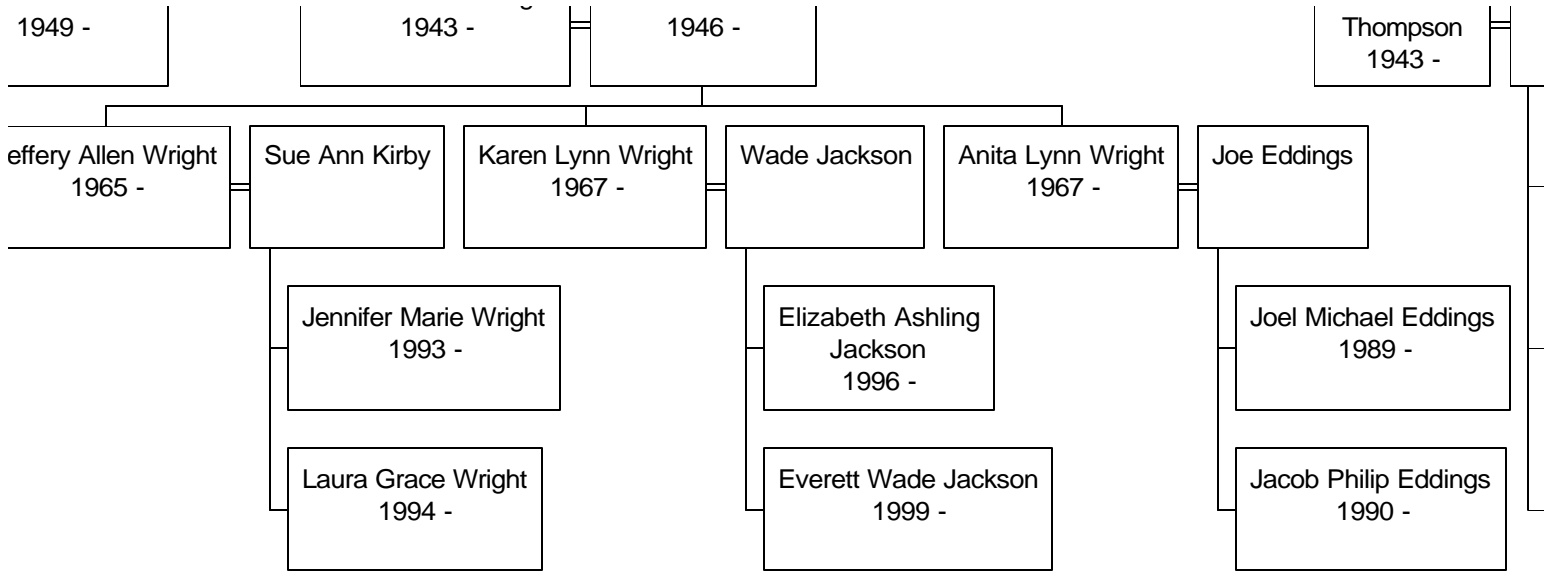 1949 -
1943 -
1946 -
Thompson
1943 -
effery Allen Wright
1965 -
Sue Ann Kirby
Karen Lynn Wright
1967 -
Wade Jackson
Anita Lynn Wright
1967 -
Joe Eddings
Jennifer Marie Wright
1993 -
Elizabeth Ashling
Jackson
1996 -
Joel Michael Eddings
1989 -
Laura Grace Wright
1994 -
Everett Wade Jackson
1999 -
Jacob Philip Eddings
1990 -